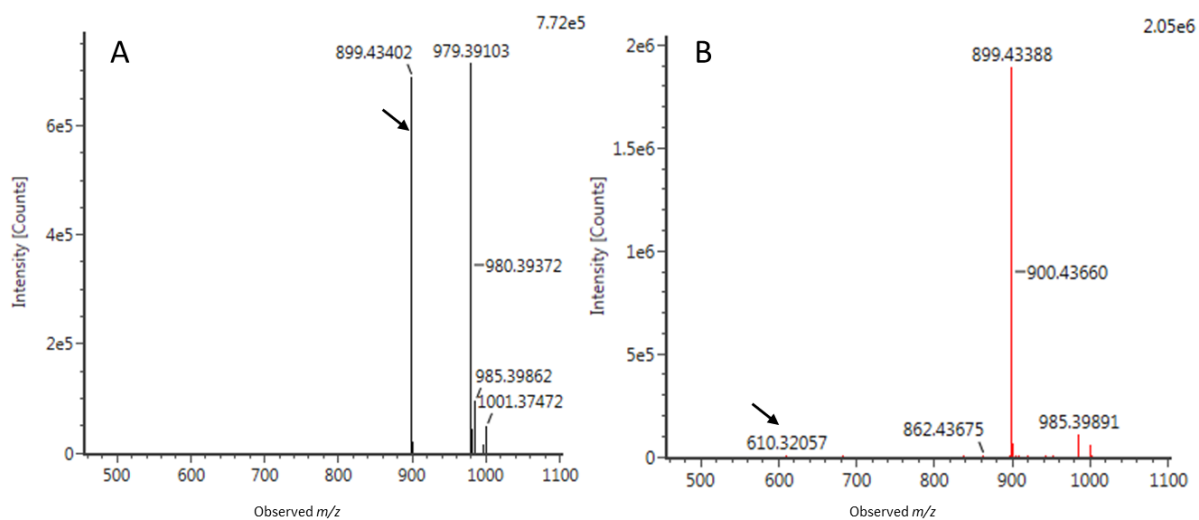 7.72e5
A
899.43402
979.39103
6e5
4e5
2e5
0
980.39372
985.39862
1001.37472
500 600 700 800 900 1000 1100
Intensity [Counts]
Observed m/z
2.05e6
B
2e6
1.5e6
1e6
5e5
0
899.43388
900.43660
610.32057
862.43675
985.39891
500 600 700 800 900 1000 1100
Intensity [Counts]
Observed m/z